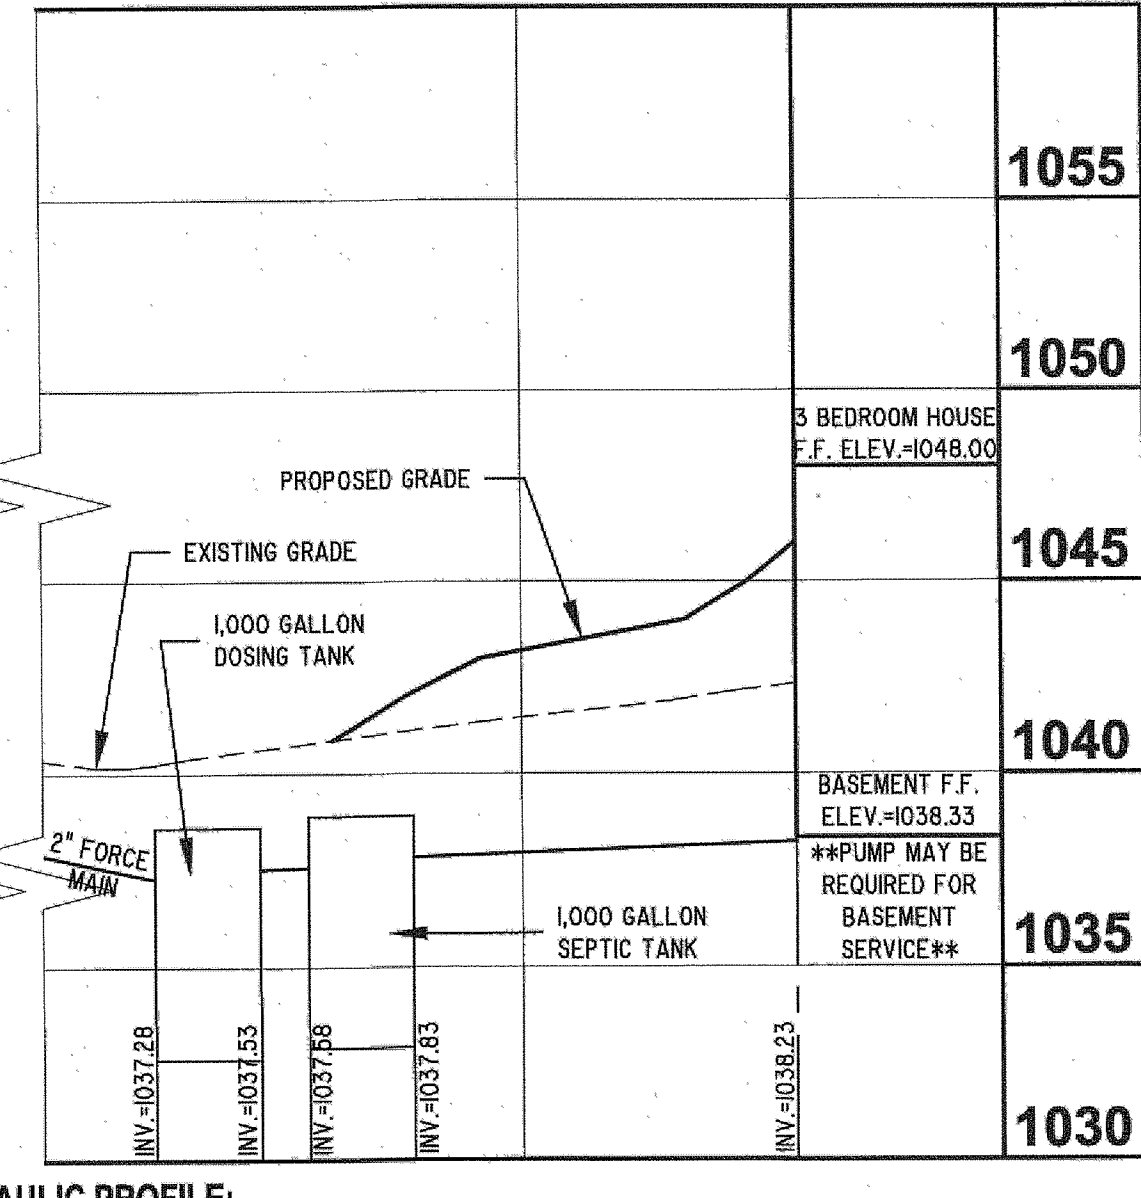 1055
1050
3 BEDROOM HOUSE
F.F. ELEV.=1048.00
PROPOSED GRADE
EXISTING GRADE
1045
1,000 GALLON
DOSING TANK
1040
BASEMENT F.F.
ELEV.=1038.33
2" FORCE
MAIN
**PUMP MAY BE
REQUIRED FOR
BASEMENT
SERVICE**
1,000 GALLON
SEPTIC TANK
1035
INV.=1037.28
INV.=1037.53
INV.=1037.58
INV.=1037.83
INV.=1038.23
1030
AULIC PROFILE: